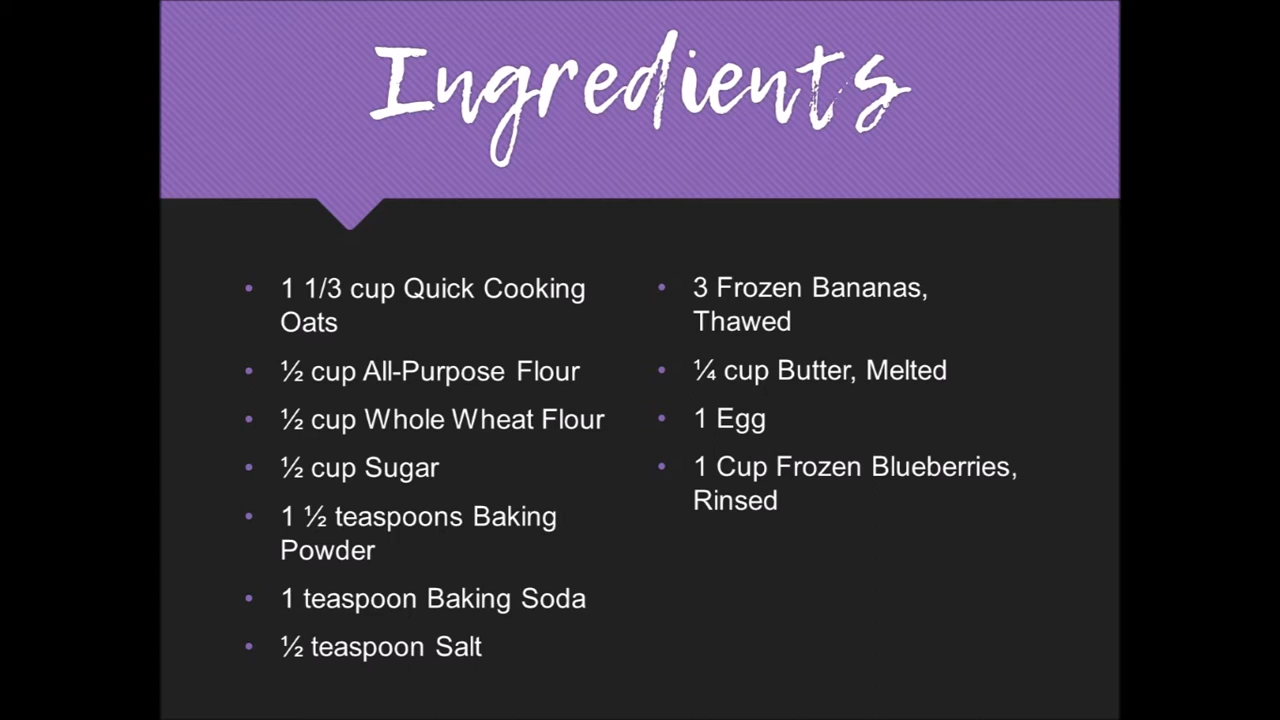 Ingredients
• 1 1/3 cup Quick Cooking
Oats
• ½ cup All-Purpose Flour
• ½ cup Whole Wheat Flour
• ½ cup Sugar
• 1 ½ teaspoons Baking
Powder
• 1 teaspoon Baking Soda
• ½ teaspoon Salt
• 3 Frozen Bananas,
Thawed
• ¼ cup Butter, Melted
• 1 Egg
• 1 Cup Frozen Blueberries,
Rinsed